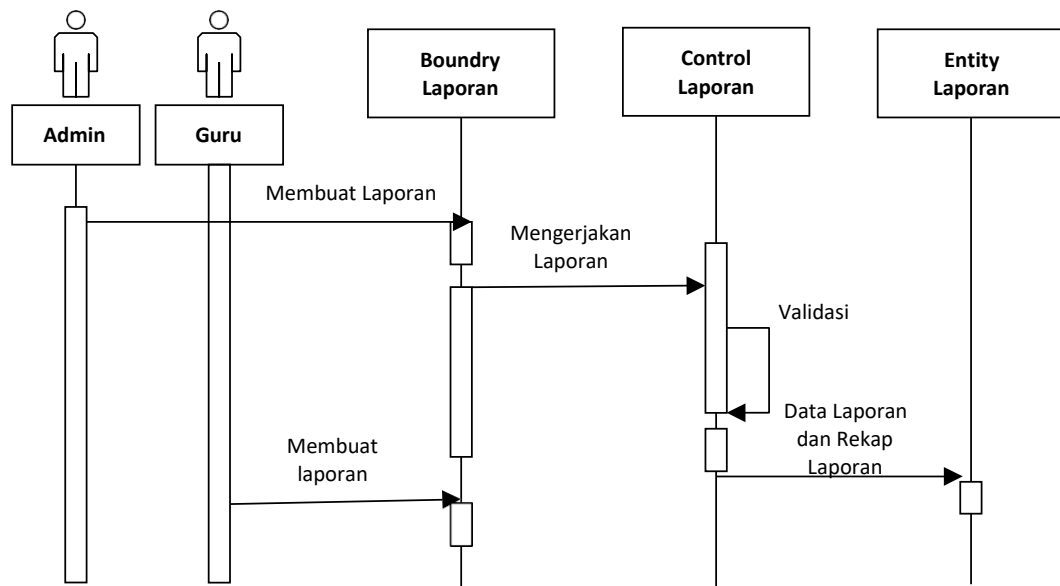 Admin
Guru
Boundry
Laporan
Control
Laporan
Entity
Laporan
Membuat Laporan
Mengerjakan
Laporan
Validasi
Data Laporan
dan Rekap
Laporan
Membuat
laporan